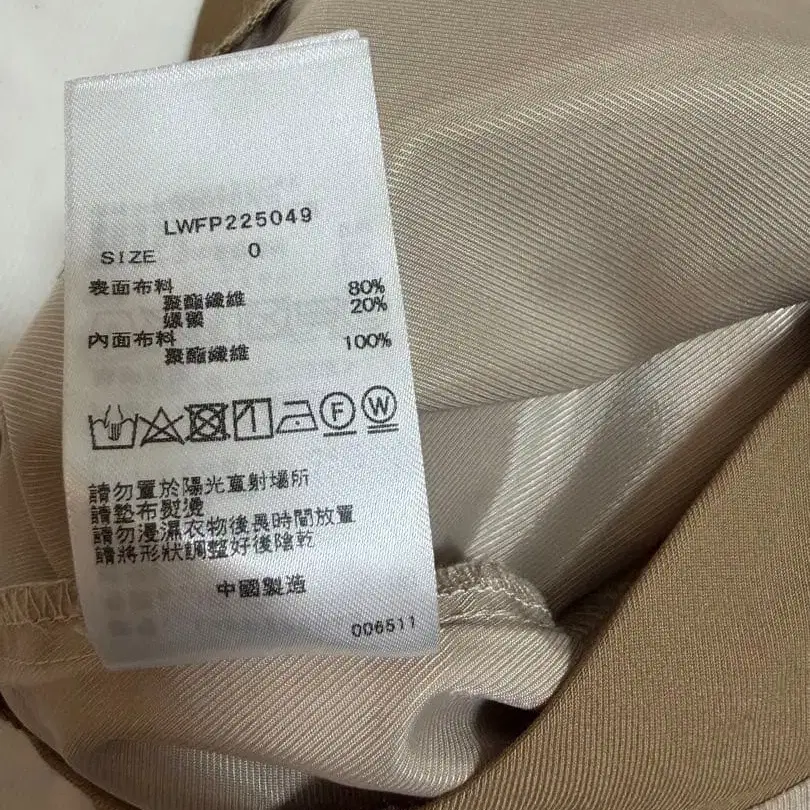 LWFP225049
SIZE 0
表面布料
聚酯纖維 80%
嫘縈 20%
內面布料
聚酯纖維 100%
F W
請勿置於陽光直射場所
請墊布熨燙
請勿浸濕衣物後長時間放置
請將形狀調整好後陰乾
中國製造
006511